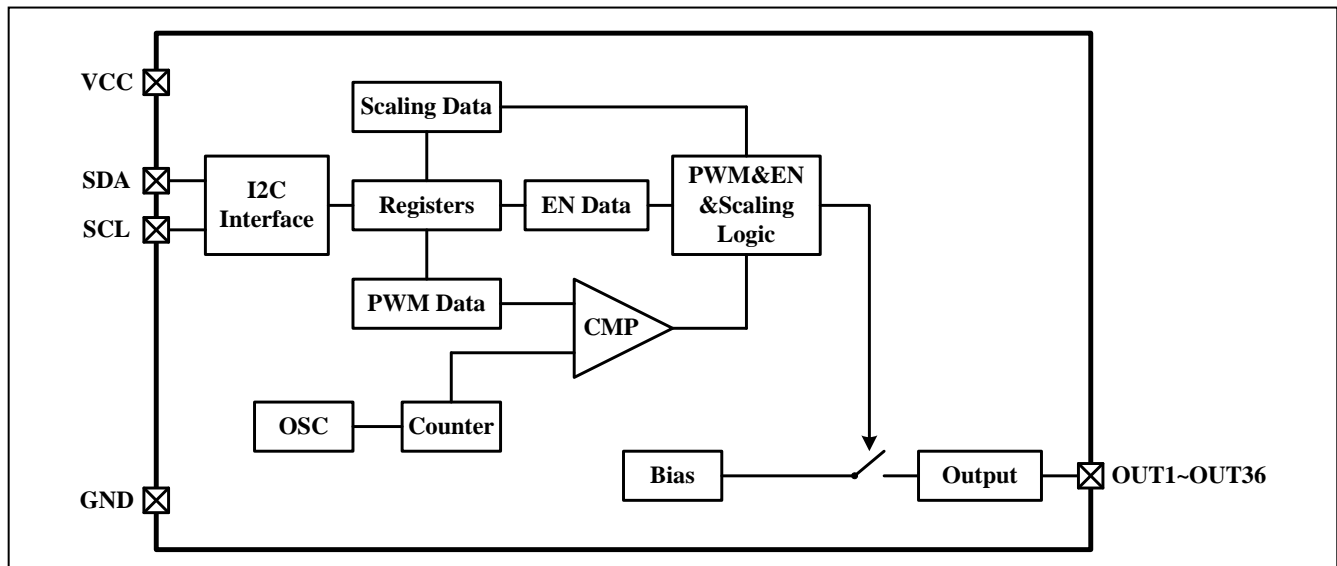 VCC
Scaling Data
SDA
I2C
Interface
Registers
EN Data
PWM&EN
&Scaling
Logic
SCL
PWM Data
CMP
OSC
Counter
GND
Bias
Output
OUT1~OUT36